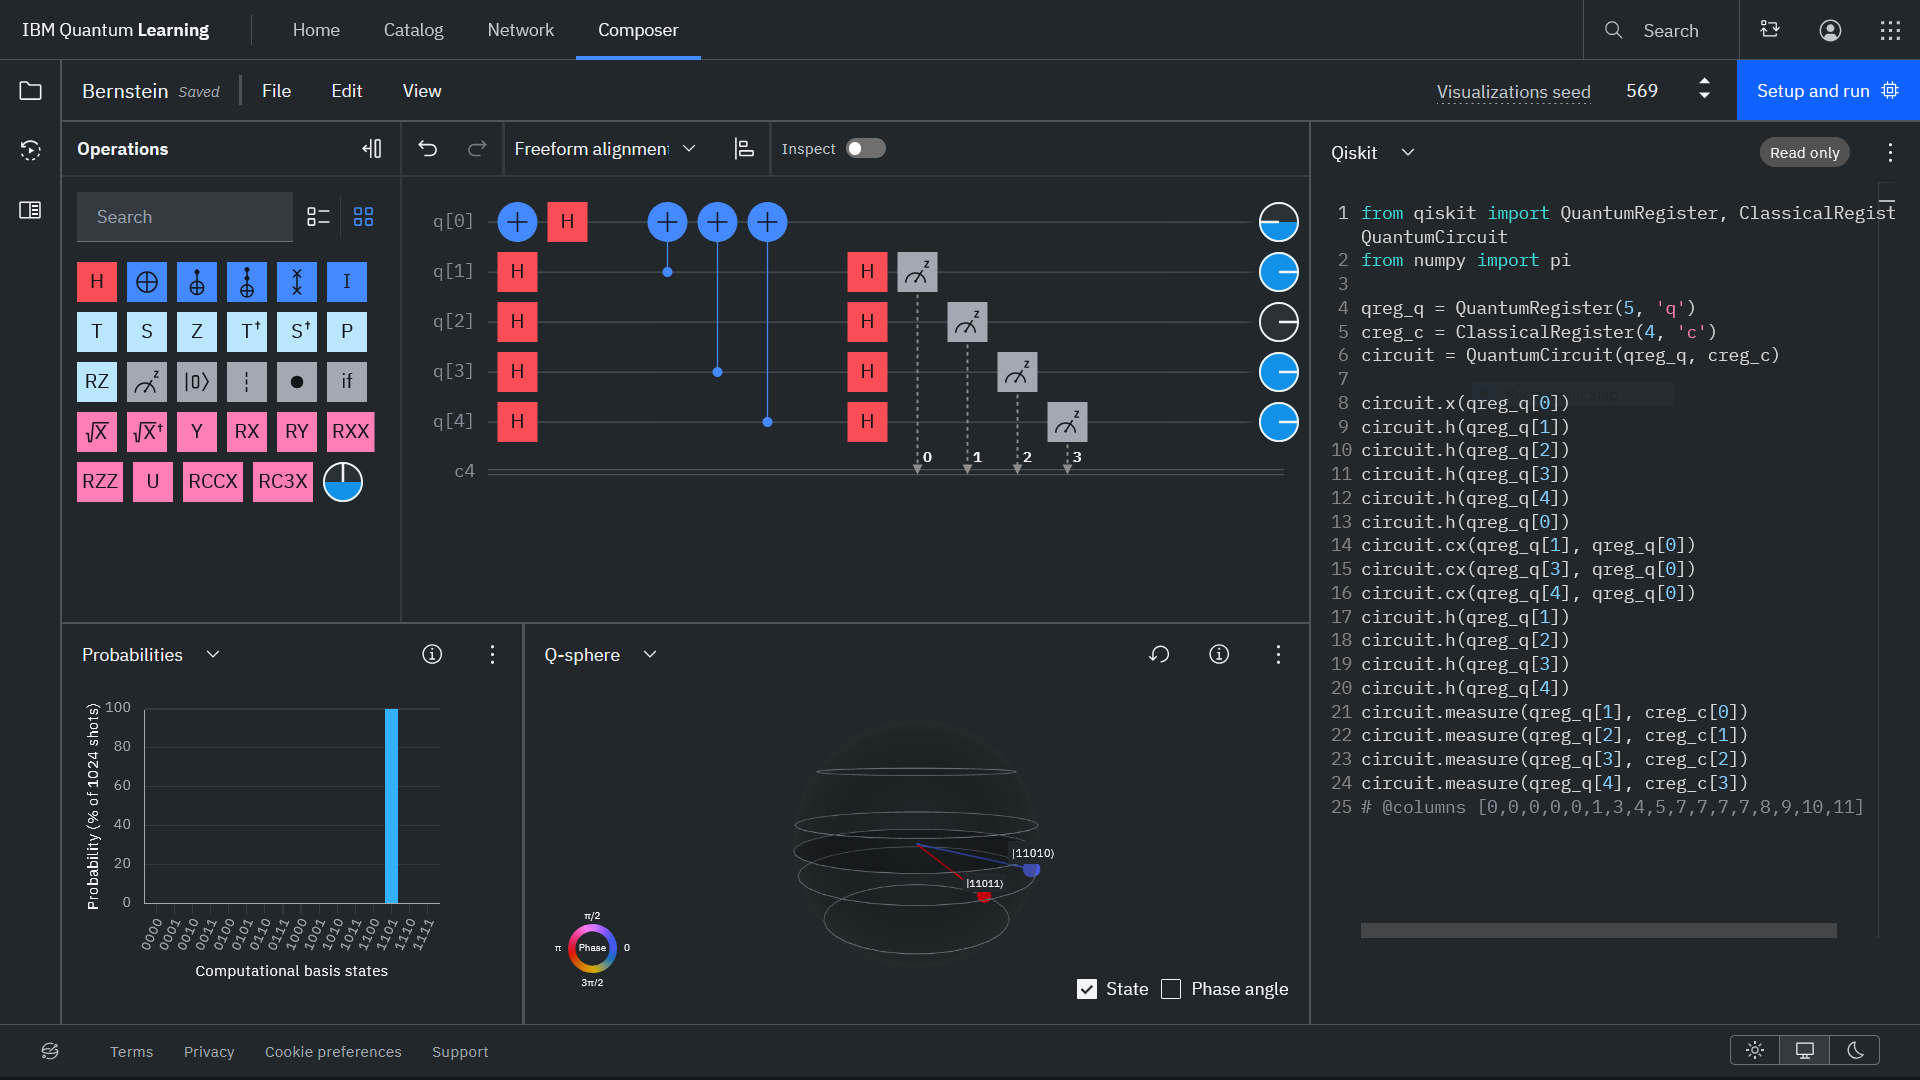 IBM Quantum Learning
Home
Catalog
Network
Composer
Search
Bernstein Saved
File
Edit
View
Visualizations seed
569
Setup and run
Operations
Freeform alignmen
Inspect
Search
H
I
T S Z T† S† P
RZ z |0⟩ if
√X √X† Y RX RY RXX
RZZ U RCCX RC3X
q[0] H
q[1] H H z
q[2] H H z
q[3] H H z
q[4] H H z
0 1 2 3
c4
Qiskit
Read only
1 from qiskit import QuantumRegister, ClassicalRegist
QuantumCircuit
2 from numpy import pi
3
4 qreg_q = QuantumRegister(5, 'q')
5 creg_c = ClassicalRegister(4, 'c')
6 circuit = QuantumCircuit(qreg_q, creg_c)
7
8 circuit.x(qreg_q[0])
9 circuit.h(qreg_q[1])
10 circuit.h(qreg_q[2])
11 circuit.h(qreg_q[3])
12 circuit.h(qreg_q[4])
13 circuit.h(qreg_q[0])
14 circuit.cx(qreg_q[1], qreg_q[0])
15 circuit.cx(qreg_q[3], qreg_q[0])
16 circuit.cx(qreg_q[4], qreg_q[0])
17 circuit.h(qreg_q[1])
18 circuit.h(qreg_q[2])
19 circuit.h(qreg_q[3])
20 circuit.h(qreg_q[4])
21 circuit.measure(qreg_q[1], creg_c[0])
22 circuit.measure(qreg_q[2], creg_c[1])
23 circuit.measure(qreg_q[3], creg_c[2])
24 circuit.measure(qreg_q[4], creg_c[3])
25 # @columns [0,0,0,0,0,1,3,4,5,7,7,7,7,8,9,10,11]
Probabilities
Probability (% of 1024 shots)
100
80
60
40
20
0
0000 0001 0010 0011 0100 0101 0110 0111 1000 1001 1010 1011 1100 1101 1110 1111
Computational basis states
Q-sphere
|11010⟩
|11011⟩
π/2
π Phase 0
3π/2
State
Phase angle
Terms
Privacy
Cookie preferences
Support